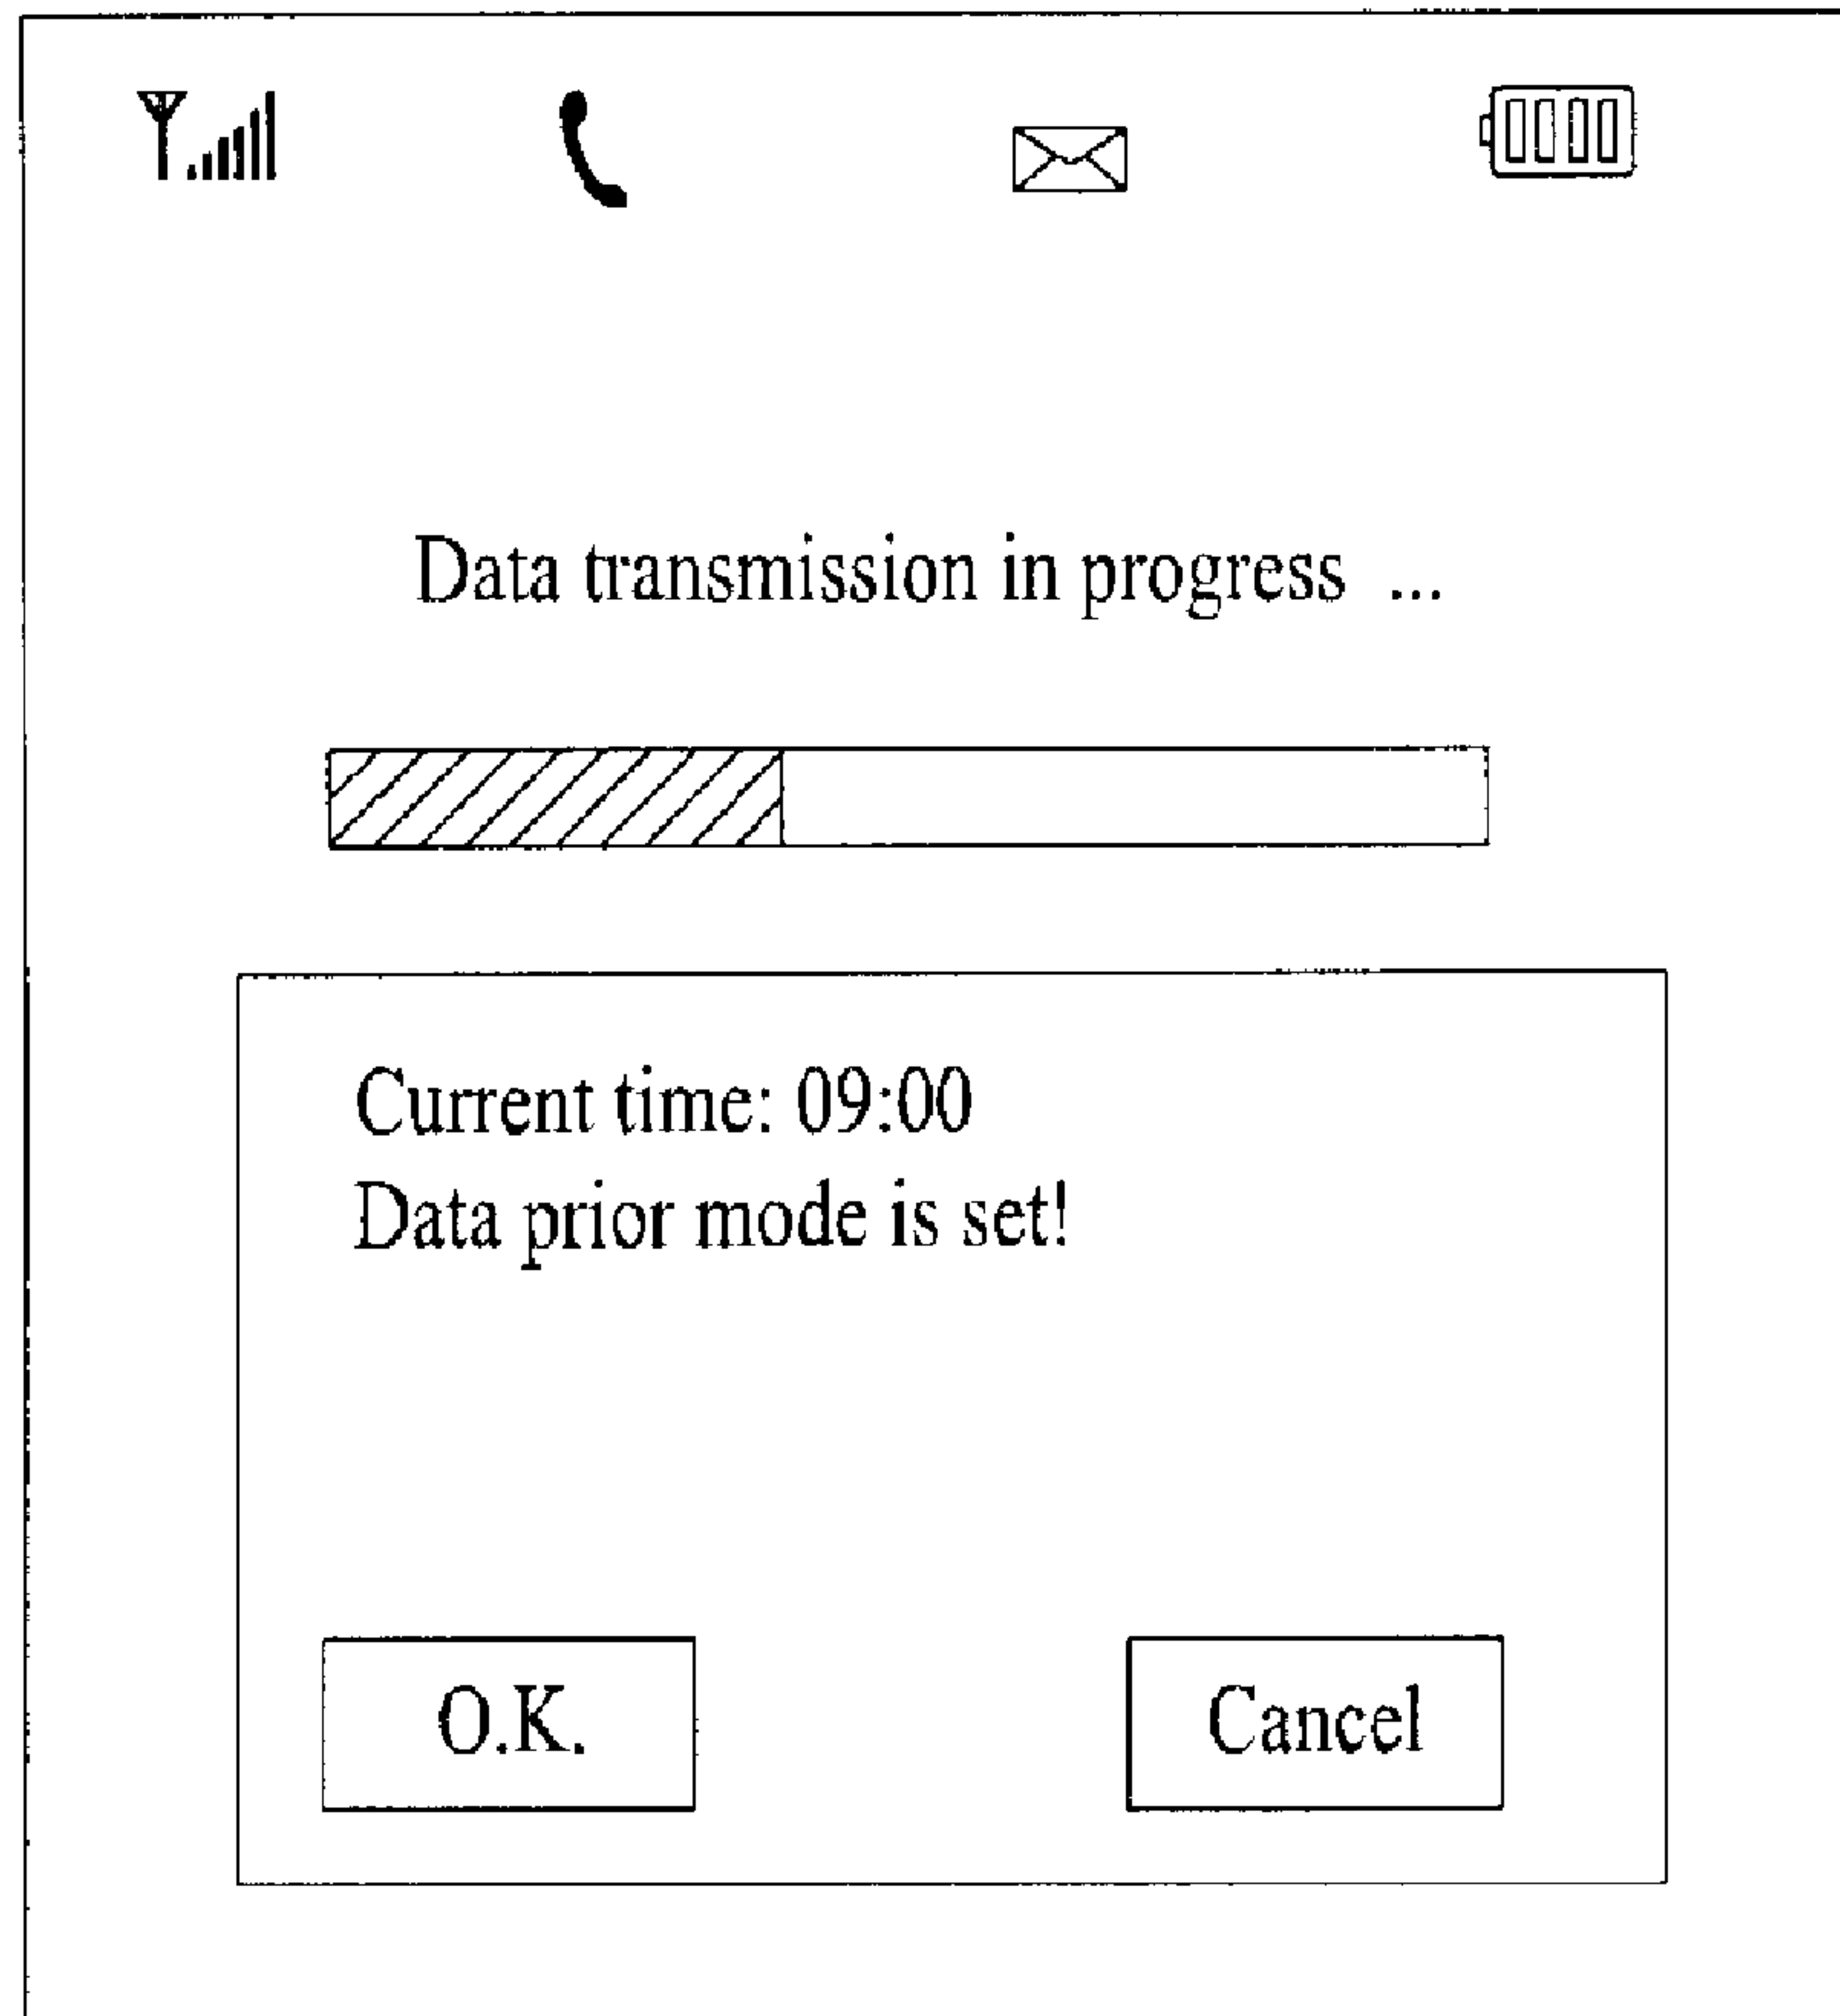 Data transmission in progress ...
Current time: 09:00
Data prior mode is set!
O.K.
Cancel